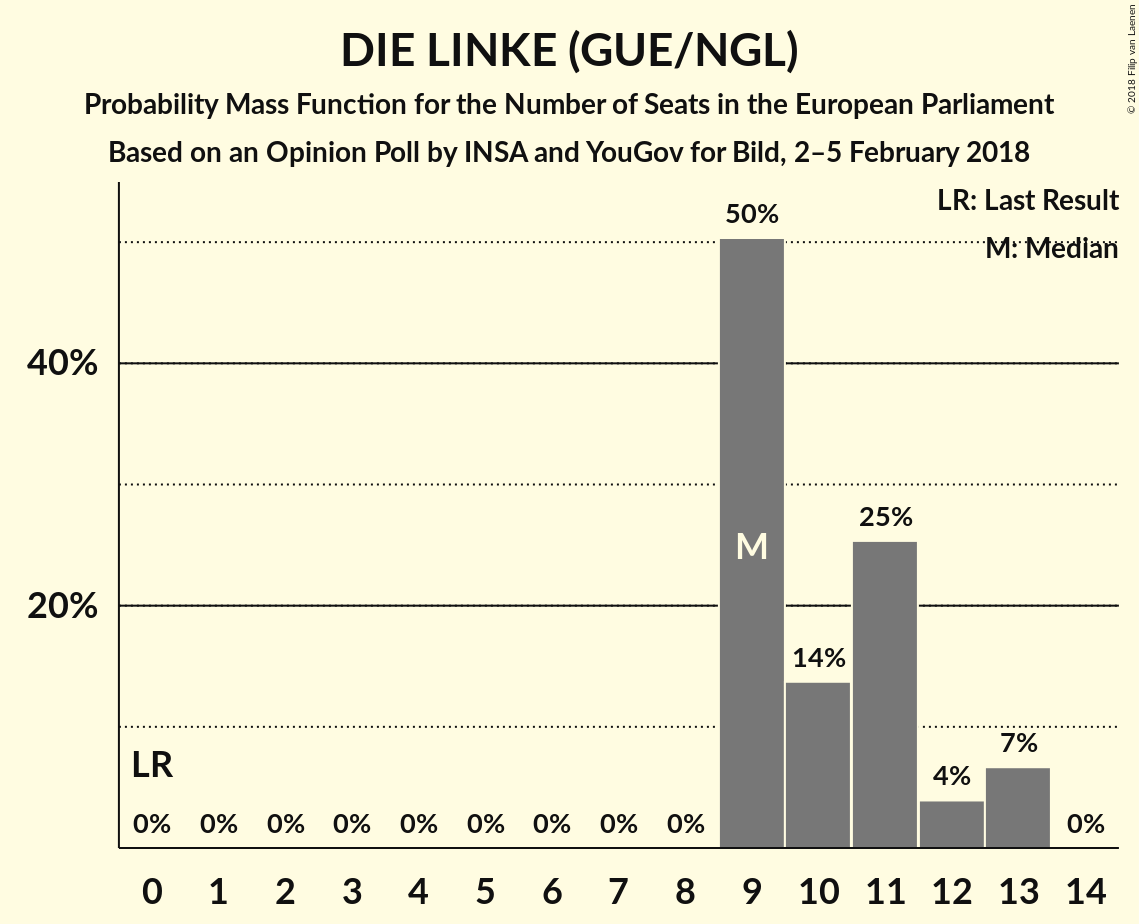 DIE LINKE (GUE/NGL)
Probability Mass Function for the Number of Seats in the European Parliament
Based on an Opinion Poll by INSA and YouGov for Bild, 2–5 February 2018
© 2018 Filip van Laenen
LR: Last Result
M: Median
50%
40%
25%
M
20%
14%
LR
7%
4%
0% 0% 0% 0% 0% 0% 0% 0% 0% 0%
0 1 2 3 4 5 6 7 8 9 10 11 12 13 14